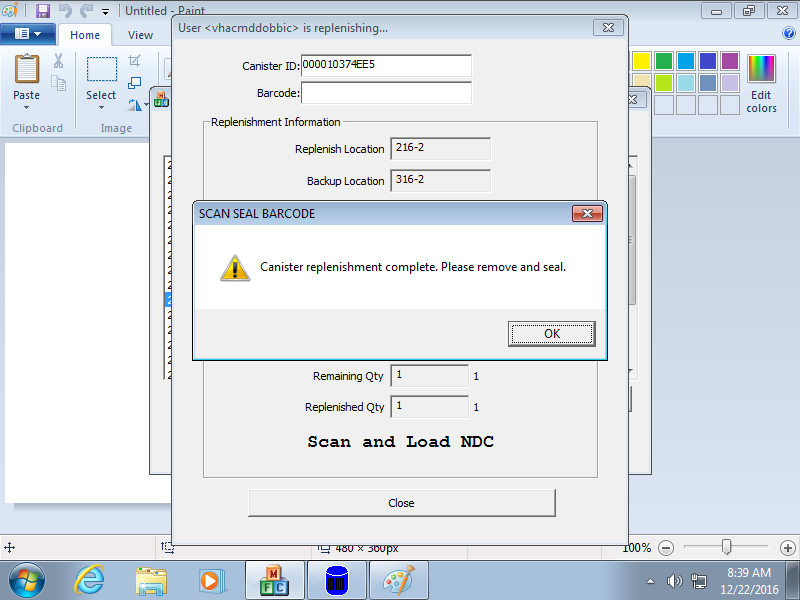 Untitled - Paint
Home
View
Paste
Select
Clipboard
Image
Edit
colors
User <vhacmddobbic> is replenishing...
Canister ID:
000010374EE5
Barcode:
Replenishment Information
Replenish Location
216-2
Backup Location
316-2
SCAN SEAL BARCODE
Canister replenishment complete. Please remove and seal.
OK
Remaining Qty
1
1
Replenished Qty
1
1
Scan and Load NDC
Close
480 × 360px
100%
M
F
C
8:39 AM
12/22/2016